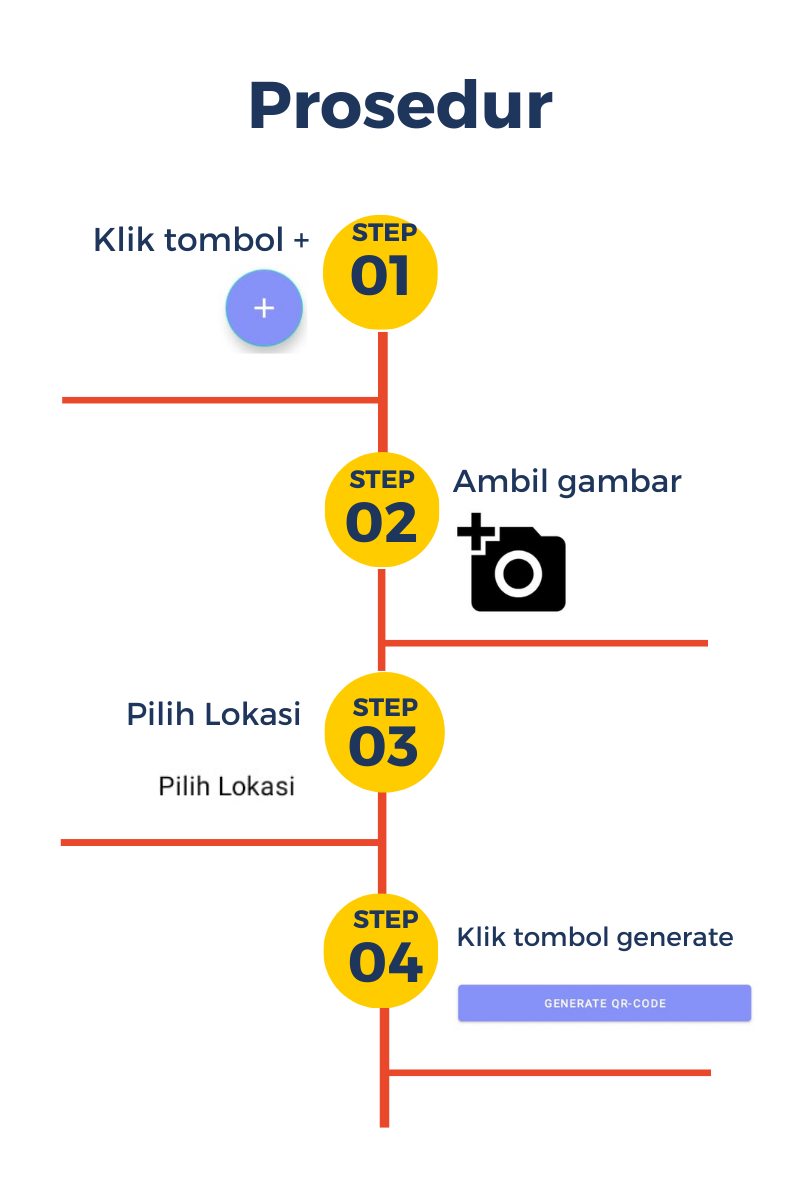 Prosedur
Klik tombol +
+
STEP
01
STEP
02
Ambil gambar
Pilih Lokasi
Pilih Lokasi
STEP
03
STEP
04
Klik tombol generate
GENERATE QR-CODE